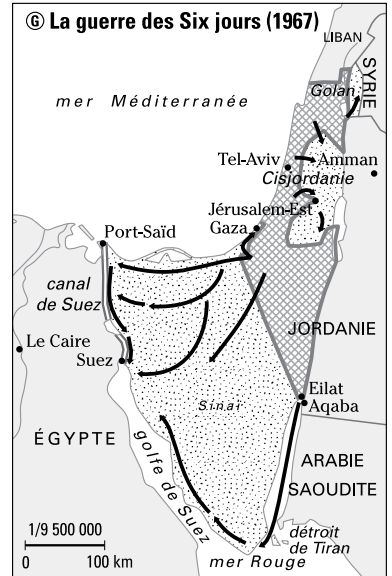 Ⓖ La guerre des Six jours (1967)
LIBAN
SYRIE
Golan
mer Méditerranée
Tel-Aviv
Amman
Cisjordanie
Jérusalem-Est
Gaza
Port-Saïd
canal
de Suez
Le Caire
Suez
JORDANIE
Sinaï
Eilat
Aqaba
ÉGYPTE
golfe de Suez
ARABIE
SAOUDITE
1/9 500 000
0 100 km
détroit
de Tiran
mer Rouge